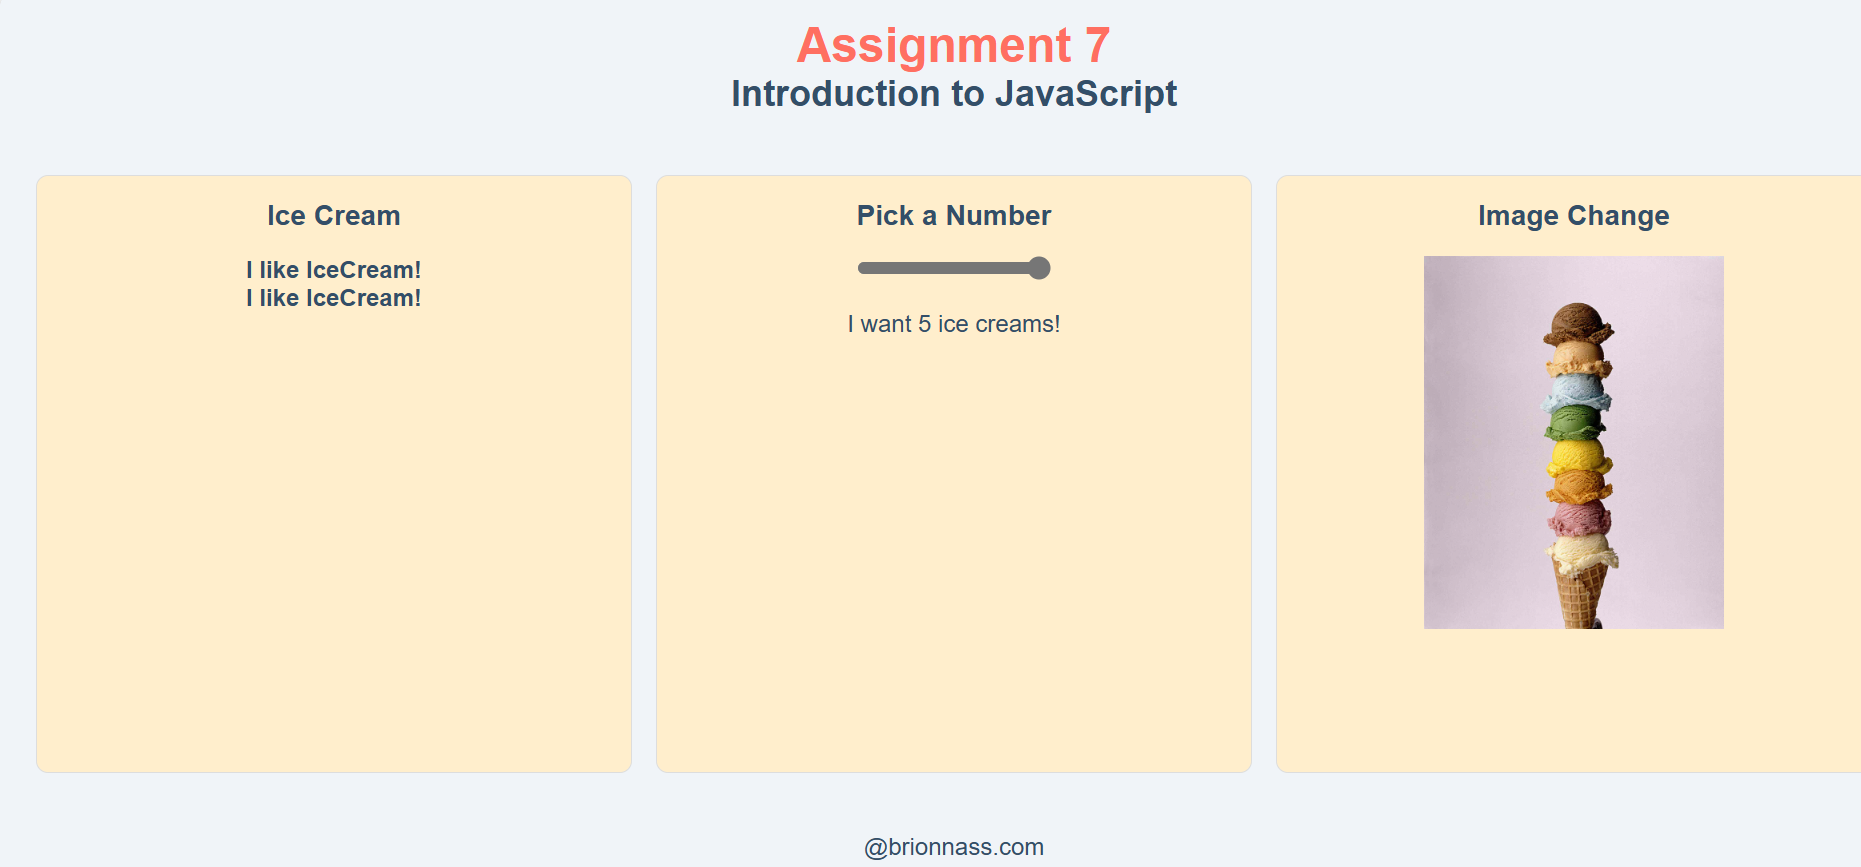 Assignment 7
Introduction to JavaScript
Ice Cream
I like IceCream!
I like IceCream!
Pick a Number
I want 5 ice creams!
Image Change
@brionnass.com